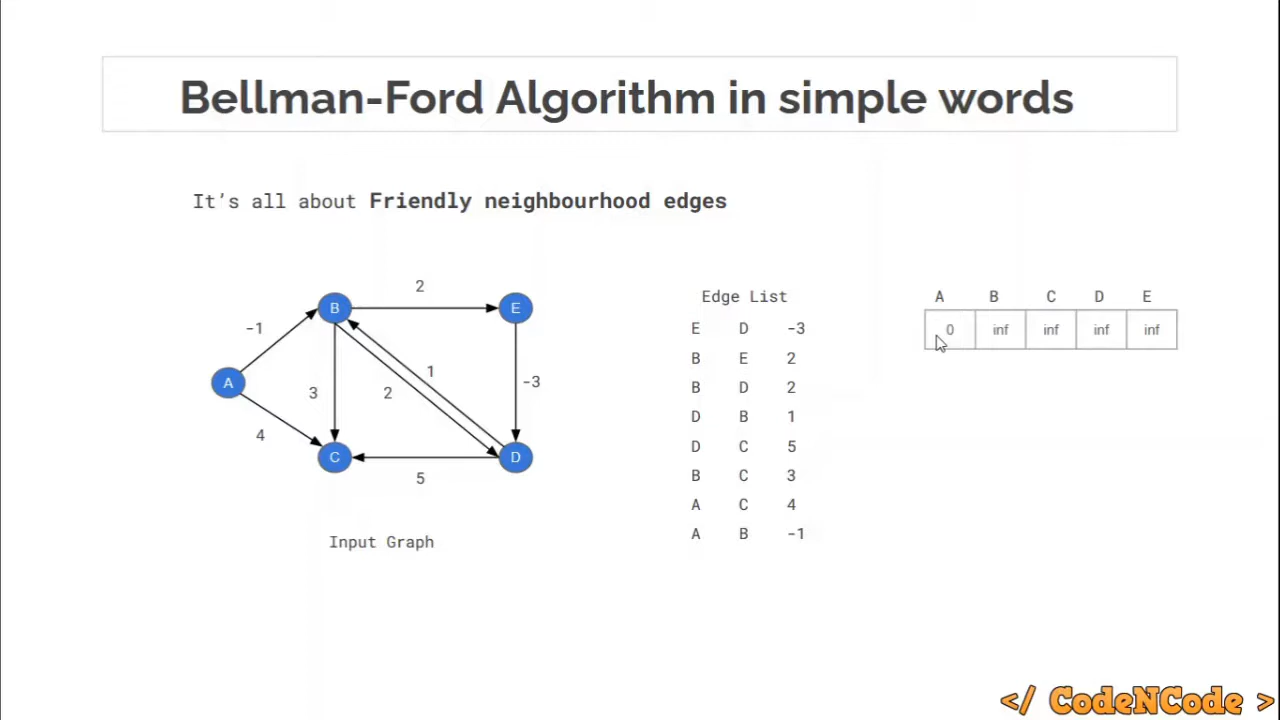 Bellman-Ford Algorithm in simple words
It's all about Friendly neighbourhood edges
2
B
E
-1
1
3
2
-3
A
4
C
D
5
Input Graph
Edge List
E D -3
B E 2
B D 2
D B 1
D C 5
B C 3
A C 4
A B -1
A B C D E
0 inf inf inf inf
</ CodeNCode >